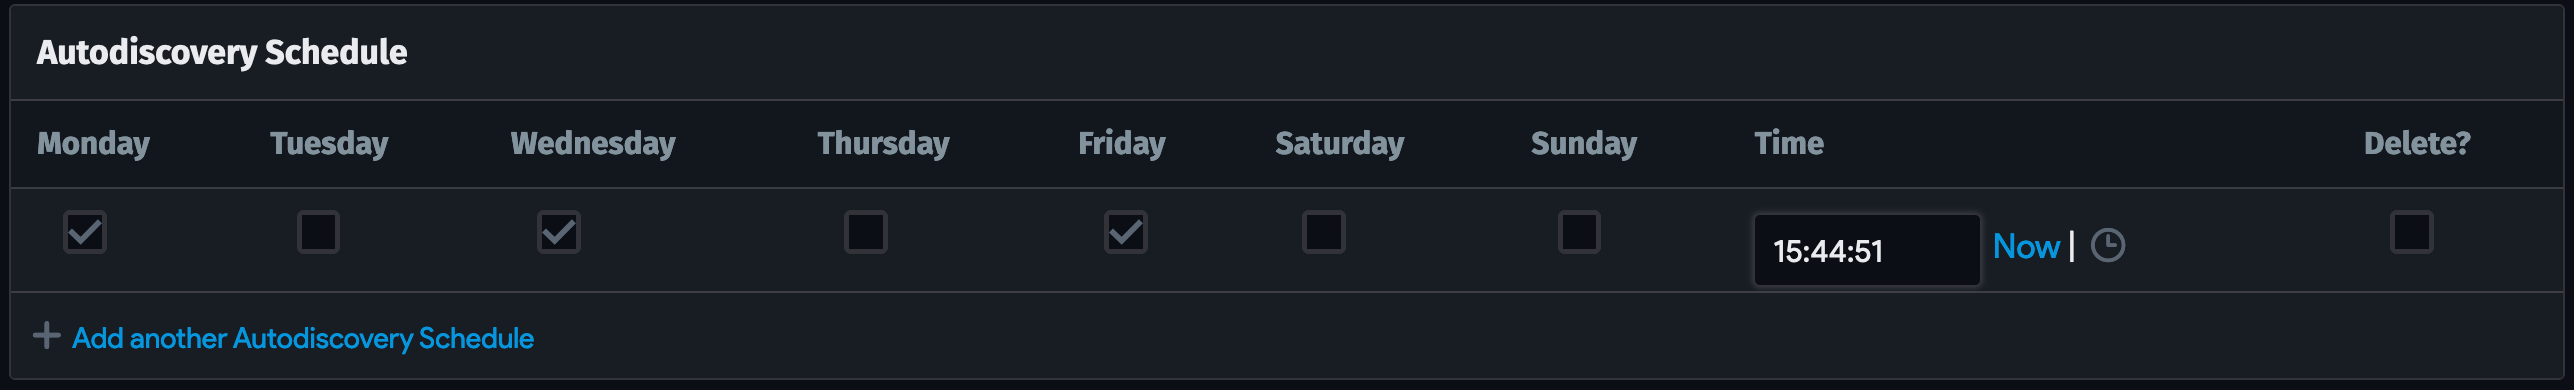 Autodiscovery Schedule
Monday Tuesday Wednesday Thursday Friday Saturday Sunday Time Delete?
15:44:51 Now |
Add another Autodiscovery Schedule